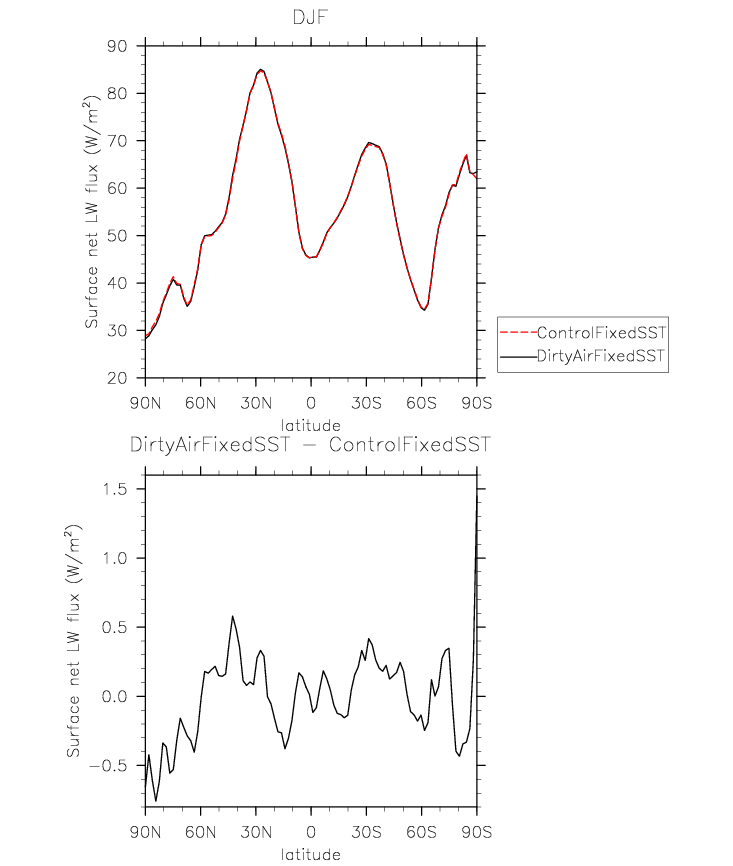 DJF
Surface net LW flux (W/m²)
90
80
70
60
50
40
30
20
90N 60N 30N 0 30S 60S 90S
latitude
ControlFixedSST
DirtyAirFixedSST
DirtyAirFixedSST − ControlFixedSST
Surface net LW flux (W/m²)
1.5
1.0
0.5
0.0
−0.5
90N 60N 30N 0 30S 60S 90S
latitude